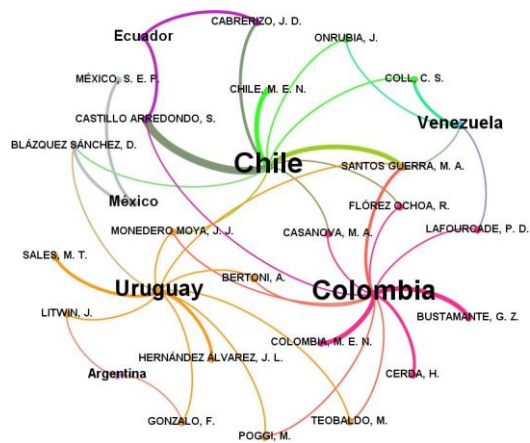 CABRERIZO, J. D.
Ecuador
ONRUBIA, J.
MÉXICO, S. E. P.
COLL, C. S.
CHILE, M. E. N.
CASTILLO ARREDONDO, S.
Venezuela
BLÁZQUEZ SÁNCHEZ, D.
Chile
SANTOS GUERRA, M. A.
México
FLÓREZ OCHOA, R.
MONEDERO MOYA, J. J.
CASANOVA, M. A.
LAFOURCADE, P. D.
SALES, M. T.
BERTONI, A.
Uruguay
Colombia
LITWIN, J.
BUSTAMANTE, G. Z.
COLOMBIA, M. E. N.
HERNÁNDEZ ÁLVAREZ, J. L.
Argentina
CERDA, H.
GONZALO, F.
TEOBALDO, M.
POGGI, M.